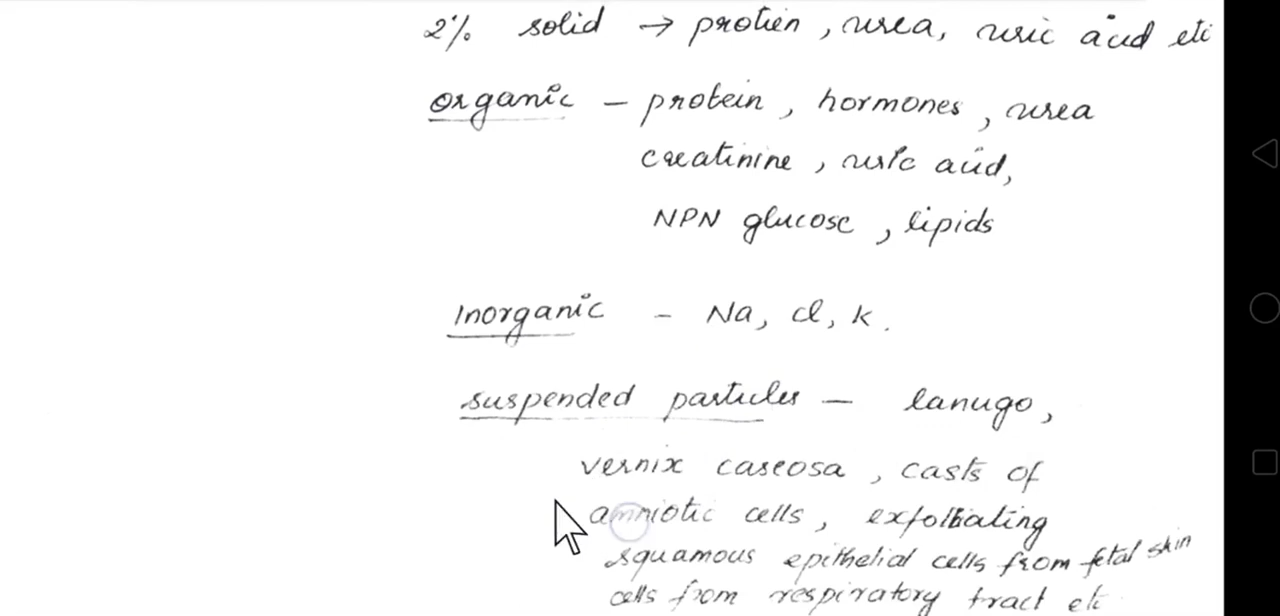 2% solid → protien, urea, uric acid etc
organic - protein, hormones, urea
creatinine, uric acid,
NPN glucose, lipids
Inorganic - Na, Cl, K.
suspended particles - lanugo,
vernix caseosa, casts of
amniotic cells, exfoliating
squamous epithelial cells from fetal skin
cells from respiratory tract etc